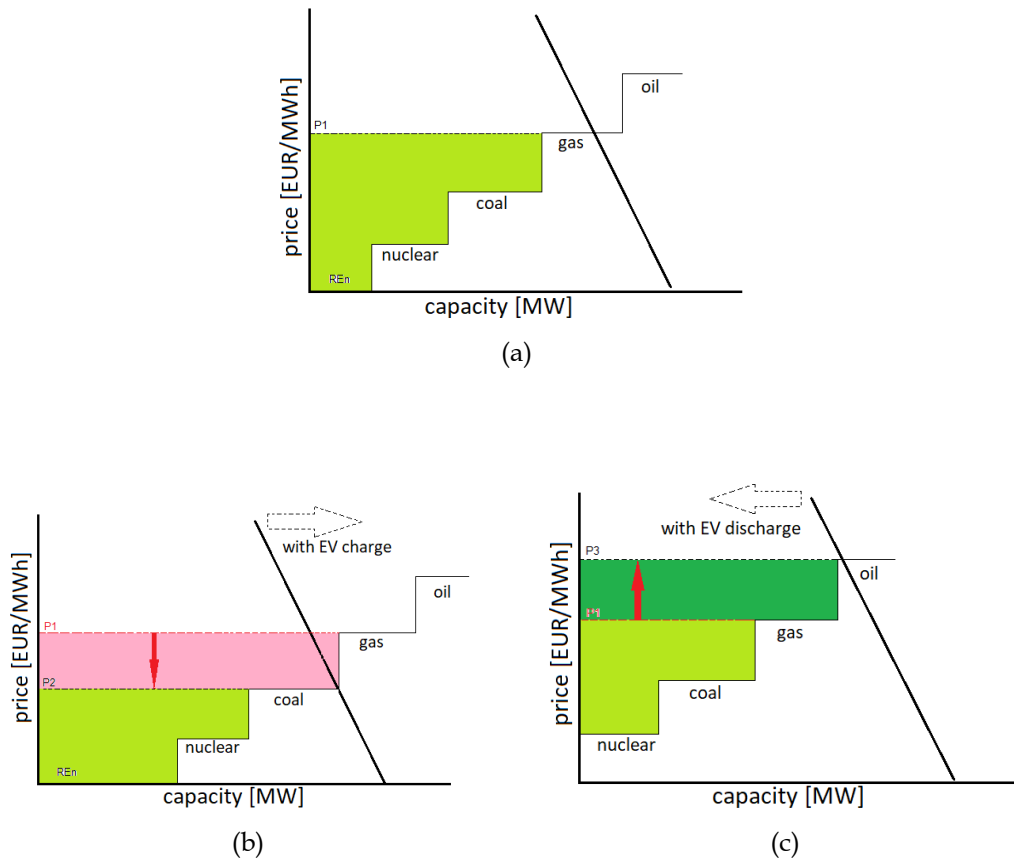 price [EUR/MWh]
P1
oil
gas
coal
nuclear
REn
capacity [MW]
(a)
with EV charge
price [EUR/MWh]
oil
P1
gas
P2
coal
nuclear
REn
capacity [MW]
(b)
with EV discharge
price [EUR/MWh]
P3
oil
P1
gas
coal
nuclear
capacity [MW]
(c)